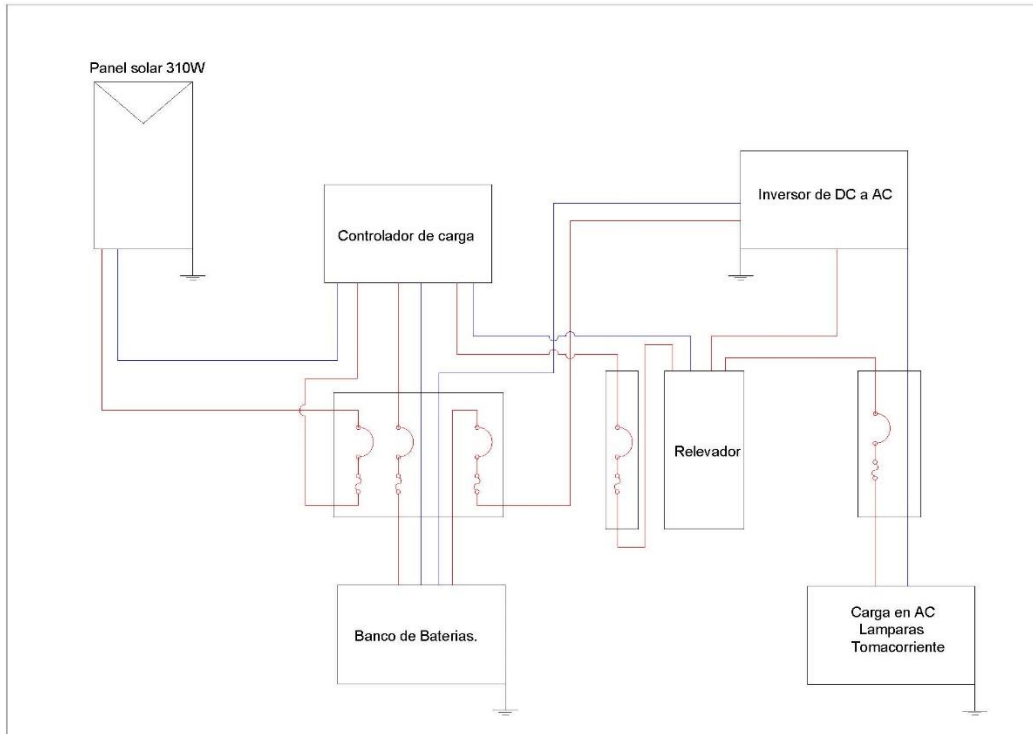 Panel solar 310W
Controlador de carga
Inversor de DC a AC
Relevador
Banco de Baterias.
Carga en AC
Lamparas
Tomacorriente